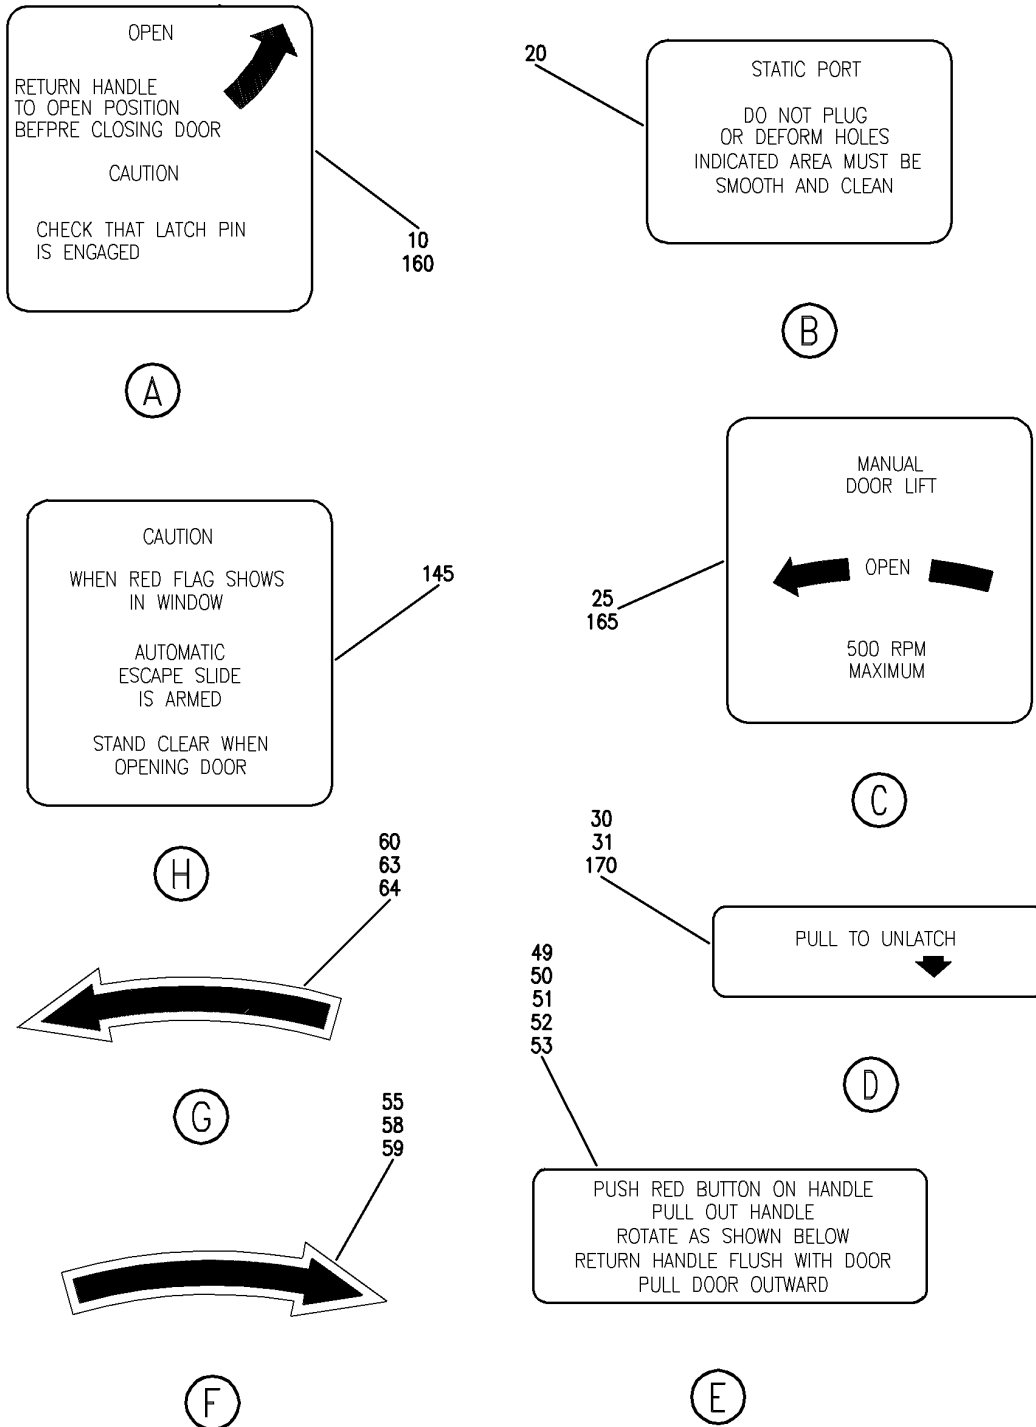 OPEN
RETURN HANDLE
TO OPEN POSITION
BEFPRE CLOSING DOOR
CAUTION
CHECK THAT LATCH PIN
IS ENGAGED
10
160
A
20
STATIC PORT
DO NOT PLUG
OR DEFORM HOLES
INDICATED AREA MUST BE
SMOOTH AND CLEAN
B
MANUAL
DOOR LIFT
OPEN
500 RPM
MAXIMUM
25
165
C
CAUTION
WHEN RED FLAG SHOWS
IN WINDOW
AUTOMATIC
ESCAPE SLIDE
IS ARMED
STAND CLEAR WHEN
OPENING DOOR
145
H
30
31
170
PULL TO UNLATCH
D
60
63
64
G
49
50
51
52
53
PUSH RED BUTTON ON HANDLE
PULL OUT HANDLE
ROTATE AS SHOWN BELOW
RETURN HANDLE FLUSH WITH DOOR
PULL DOOR OUTWARD
E
55
58
59
F